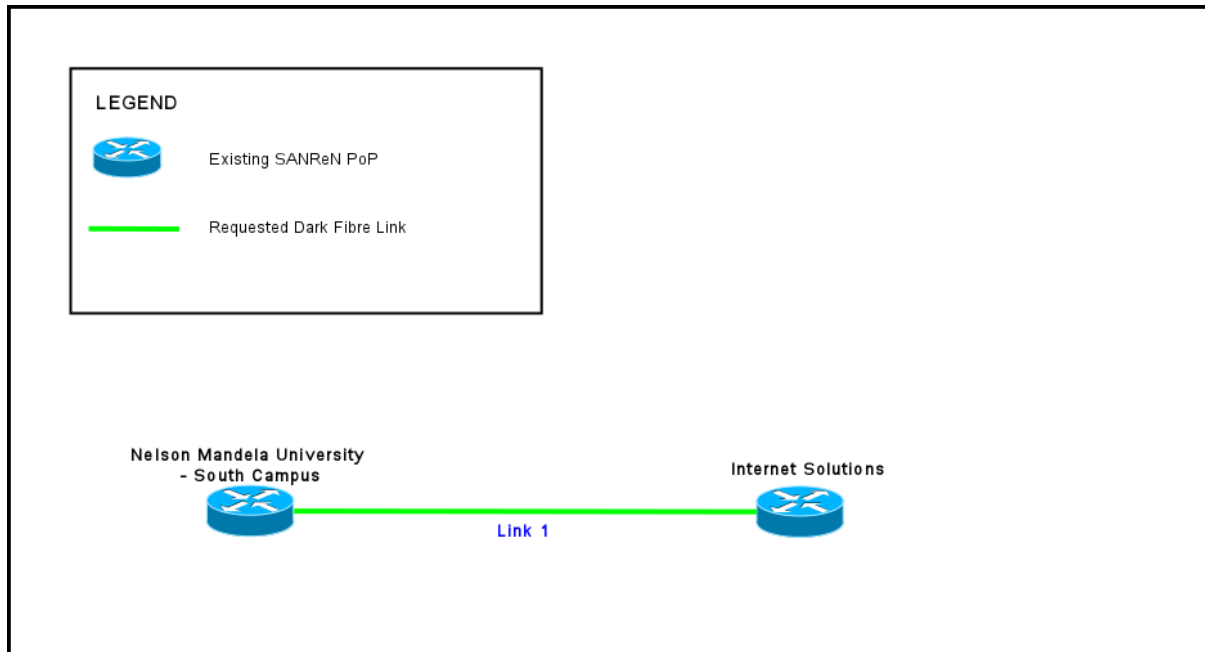 LEGEND
Existing SANReN PoP
Requested Dark Fibre Link
Nelson Mandela University
- South Campus
Internet Solutions
Link 1